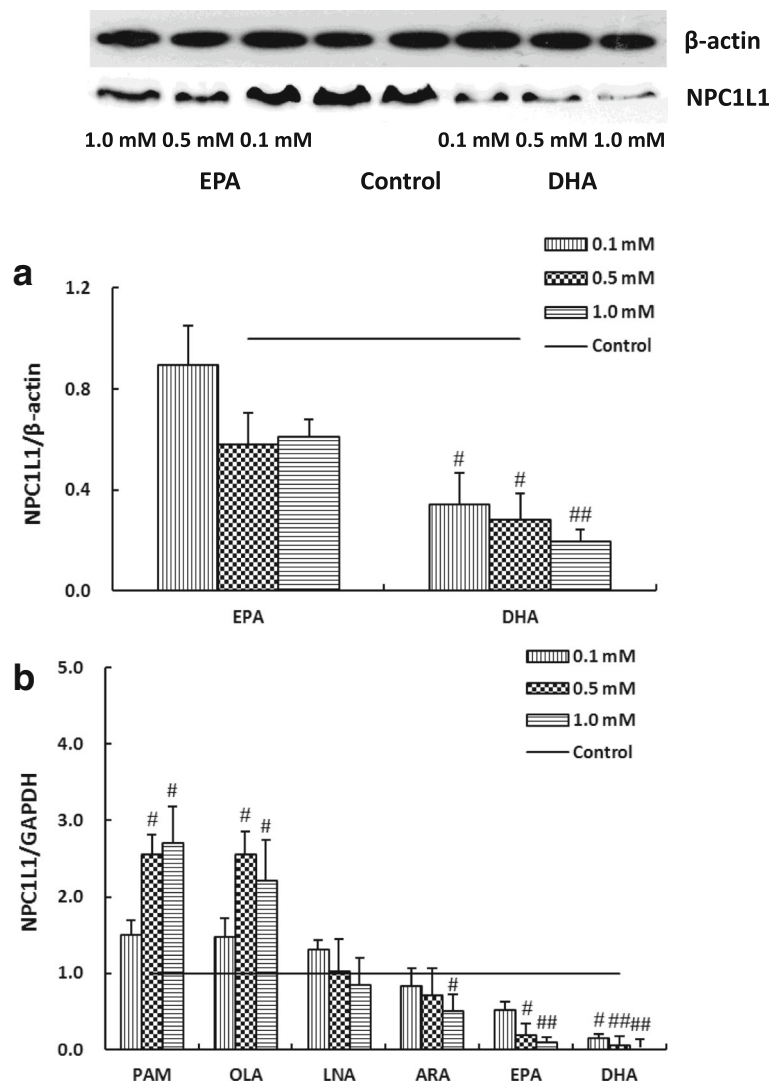 β-actin
NPC1L1
1.0 mM 0.5 mM 0.1 mM 0.1 mM 0.5 mM 1.0 mM
EPA Control DHA
a
0.1 mM
0.5 mM
1.0 mM
Control
NPC1L1/β-actin
1.2
0.8
0.4
0.0
# # ##
EPA DHA
b
0.1 mM
0.5 mM
1.0 mM
Control
NPC1L1/GAPDH
5.0
4.0
3.0
2.0
1.0
0.0
# # # # # # ## # ## ##
PAM OLA LNA ARA EPA DHA